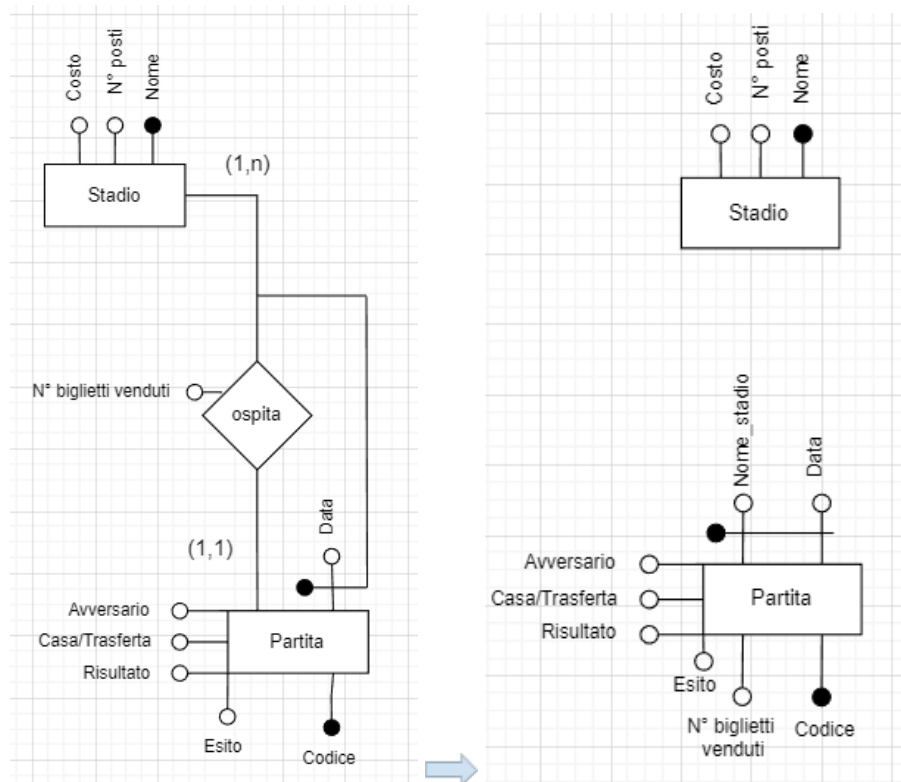 Costo
N° posti
Nome
Stadio
(1,n)
N° biglietti venduti
ospita
Data
(1,1)
Avversario
Casa/Trasferta
Risultato
Partita
Esito
Codice
Costo
N° posti
Nome
Stadio
Nome_stadio
Data
Avversario
Casa/Trasferta
Risultato
Partita
Esito
N° biglietti
venduti
Codice